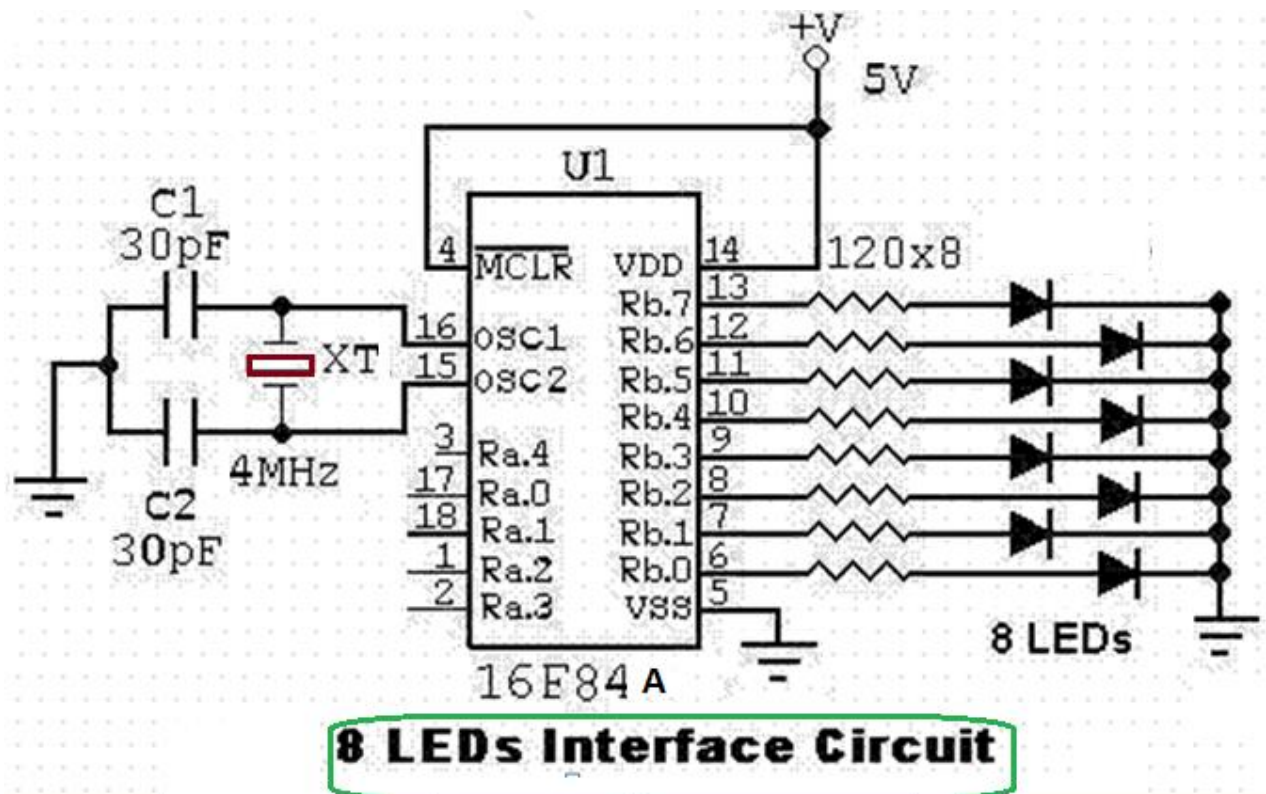 +V
5V
U1
C1
30pF
4
MCLR
VDD
14
120x8
Rb.7
13
16
OSC1
Rb.6
12
XT
15
OSC2
Rb.5
11
Rb.4
10
3
Ra.4
Rb.3
9
4MHz
17
Ra.0
Rb.2
8
C2
30pF
18
Ra.1
Rb.1
7
1
Ra.2
Rb.0
6
2
Ra.3
VSS
5
8 LEDs
16F84 A
8 LEDs Interface Circuit